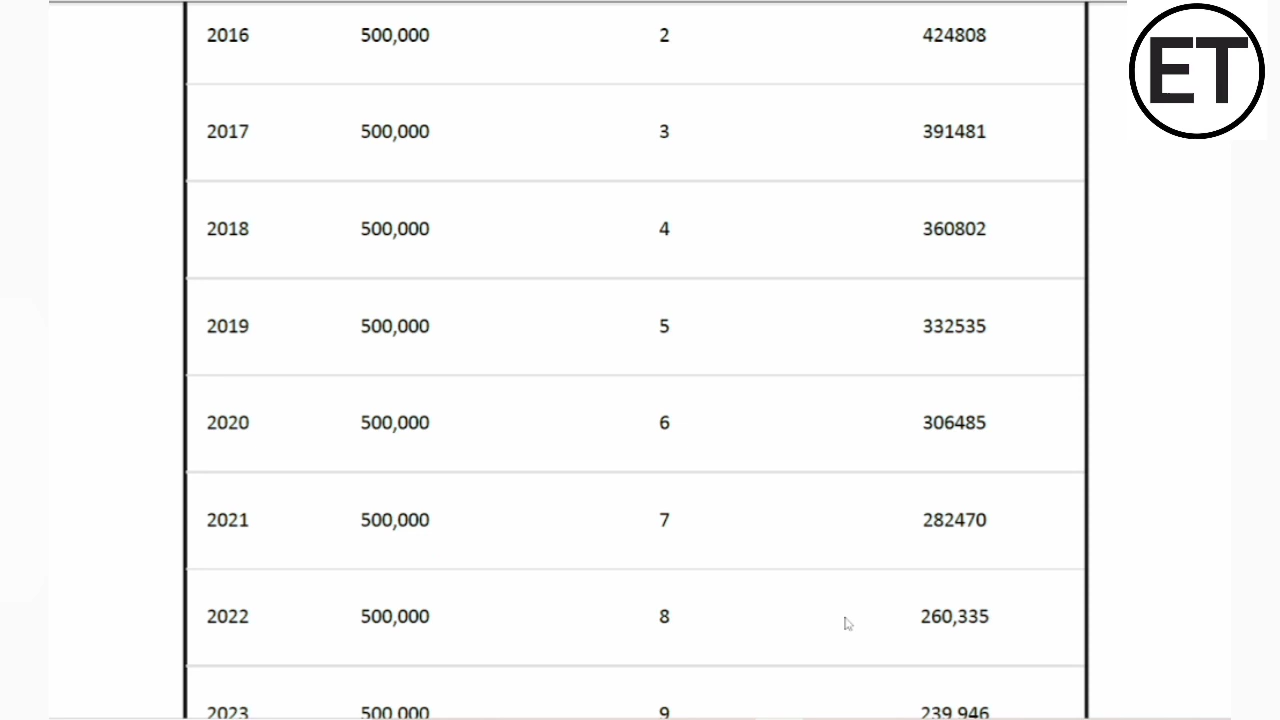 ET
2016 500,000 2 424808
2017 500,000 3 391481
2018 500,000 4 360802
2019 500,000 5 332535
2020 500,000 6 306485
2021 500,000 7 282470
2022 500,000 8 260,335
2023 500,000 9 239,946